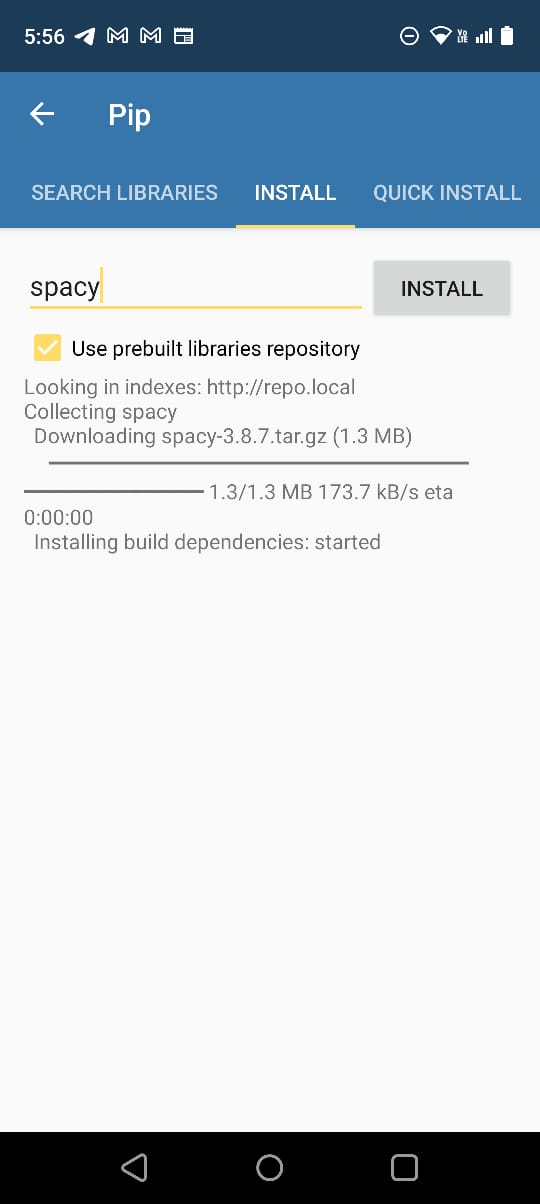 5:56
Vo LTE
Pip
SEARCH LIBRARIES INSTALL QUICK INSTALL
spacy INSTALL
Use prebuilt libraries repository
Looking in indexes: http://repo.local
Collecting spacy
Downloading spacy-3.8.7.tar.gz (1.3 MB)
1.3/1.3 MB 173.7 kB/s eta
0:00:00
Installing build dependencies: started